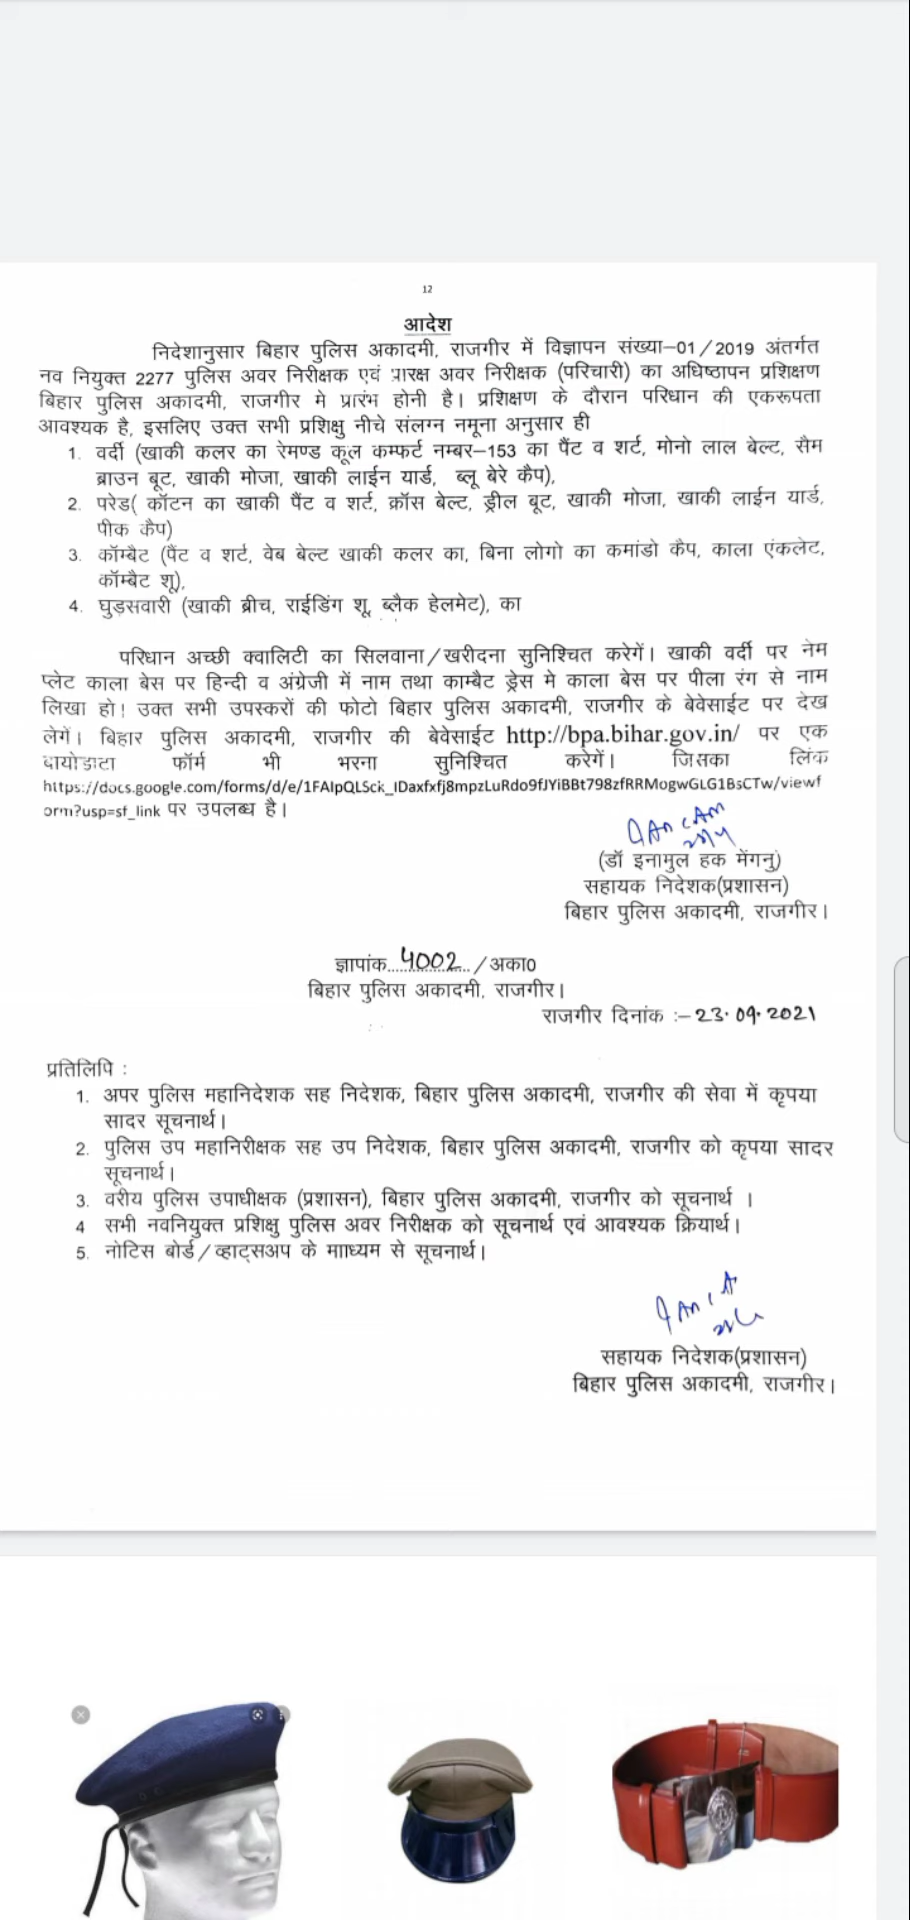 12
आदेश
निदेशानुसार बिहार पुलिस अकादमी, राजगीर में विज्ञापन संख्या–01/2019 अंतर्गत
नव नियुक्त 2277 पुलिस अवर निरीक्षक एवं प्रारक्ष अवर निरीक्षक (परिचारी) का अधिष्ठापन प्रशिक्षण
बिहार पुलिस अकादमी, राजगीर मे प्रारंभ होनी है। प्रशिक्षण के दौरान परिधान की एकरूपता
आवश्यक है, इसलिए उक्त सभी प्रशिक्षु नीचे संलग्न नमूना अनुसार ही
1. वर्दी (खाकी कलर का रेमण्ड कूल कम्फर्ट नम्बर–153 का पैंट व शर्ट, मोनो लाल बेल्ट, सैम
ब्राउन बूट, खाकी मोजा, खाकी लाईन यार्ड, ब्लू बेरे कैप),
2. परेड( कॉटन का खाकी पैंट व शर्ट, क्रॉस बेल्ट, ड्रील बूट, खाकी मोजा, खाकी लाईन यार्ड,
पीक कैप)
3. कॉम्बैट (पैंट व शर्ट, वेब बेल्ट खाकी कलर का, बिना लोगो का कमांडो कैप, काला एंकलेट,
कॉम्बैट शू),
4. घुड़सवारी (खाकी ब्रीच, राईडिंग शू, ब्लैक हेलमेट), का
परिधान अच्छी क्वालिटी का सिलवाना/खरीदना सुनिश्चित करेगें। खाकी वर्दी पर नेम
प्लेट काला बेस पर हिन्दी व अंग्रेजी में नाम तथा काम्बैट ड्रेस मे काला बेस पर पीला रंग से नाम
लिखा हो! उक्त सभी उपस्करों की फोटो बिहार पुलिस अकादमी, राजगीर के बेवेसाईट पर देख
लेगें। बिहार पुलिस अकादमी, राजगीर की बेवेसाईट http://bpa.bihar.gov.in/ पर एक
दायोडाटा फॉर्म भी भरना सुनिश्चित करेगें। जिसका लिंक
https://docs.google.com/forms/d/e/1FAIpQLSck_IDaxfxfj8mpzLuRdo9fJYiBBt798zfRRMogwGLG1BsCTw/viewf
orm?usp=sf_link पर उपलब्ध है।
(डॉ इनामुल हक मेंगनु)
सहायक निदेशक(प्रशासन)
बिहार पुलिस अकादमी, राजगीर।
ज्ञापांक..4002../अका०
बिहार पुलिस अकादमी, राजगीर।
राजगीर दिनांक :–23.09.2021
प्रतिलिपि :
1. अपर पुलिस महानिदेशक सह निदेशक, बिहार पुलिस अकादमी, राजगीर की सेवा में कृपया
सादर सूचनार्थ।
2. पुलिस उप महानिरीक्षक सह उप निदेशक, बिहार पुलिस अकादमी, राजगीर को कृपया सादर
सूचनार्थ।
3. वरीय पुलिस उपाधीक्षक (प्रशासन), बिहार पुलिस अकादमी, राजगीर को सूचनार्थ ।
4 सभी नवनियुक्त प्रशिक्षु पुलिस अवर निरीक्षक को सूचनार्थ एवं आवश्यक क्रियार्थ।
5. नोटिस बोर्ड/व्हाट्सअप के मााध्यम से सूचनार्थ।
सहायक निदेशक(प्रशासन)
बिहार पुलिस अकादमी, राजगीर।